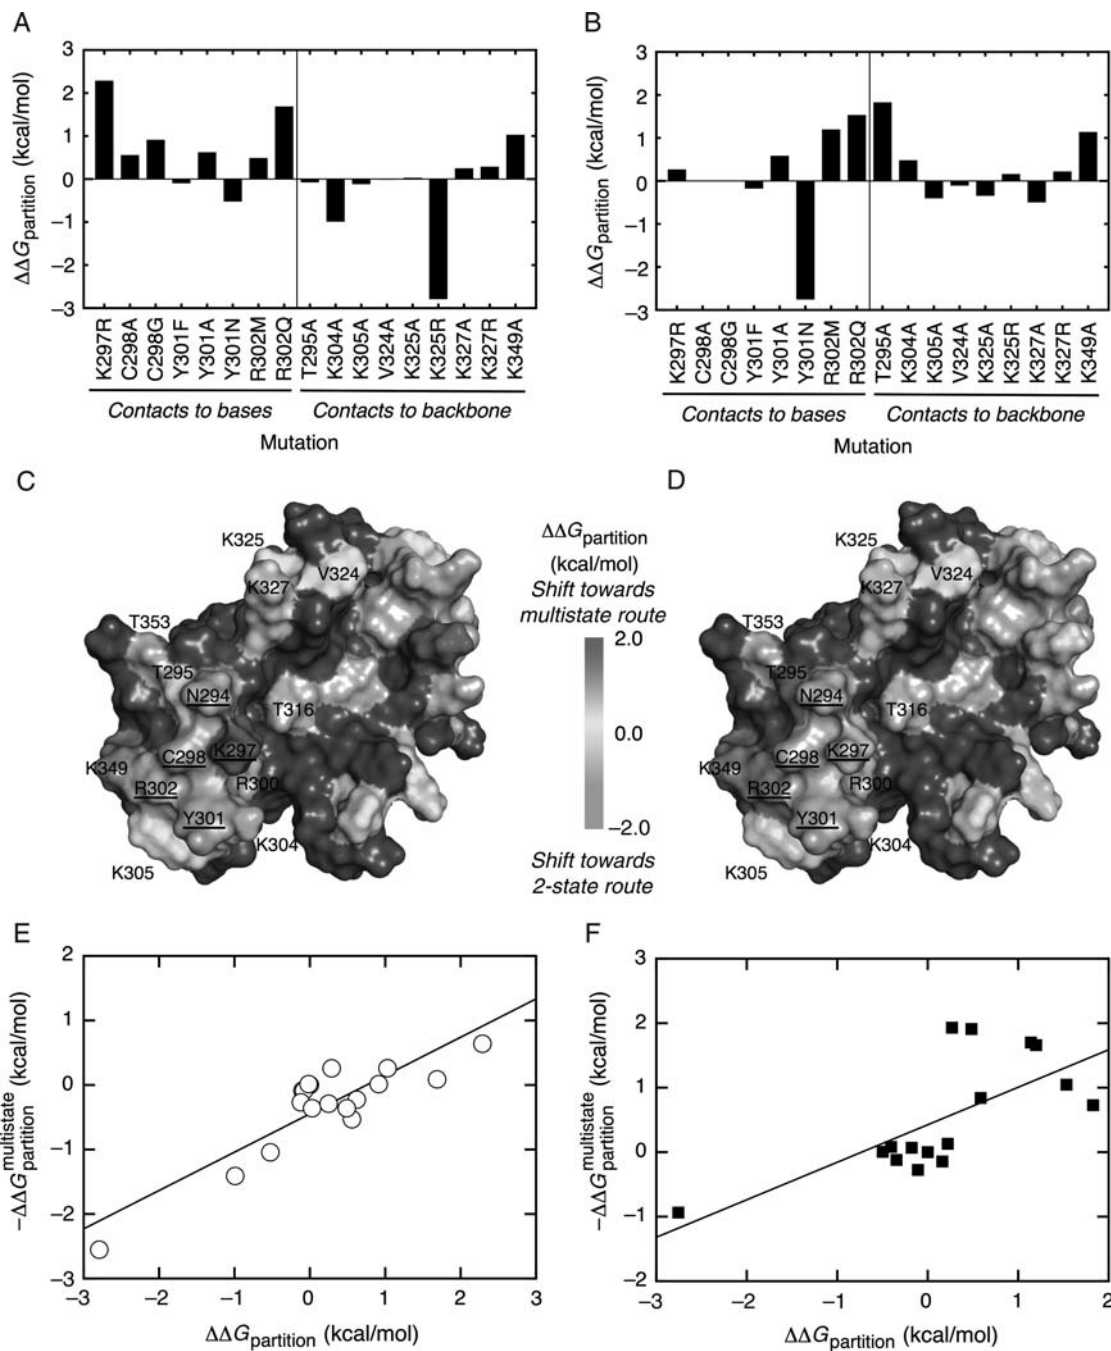 A
3
2
1
0
−1
−2
−3
ΔΔGpartition (kcal/mol)
K297R
C298A
C298G
Y301F
Y301A
Y301N
R302M
R302Q
T295A
K304A
K305A
V324A
K325A
K325R
K327A
K327R
K349A
Contacts to bases
Contacts to backbone
Mutation
B
3
2
1
0
−1
−2
−3
ΔΔGpartition (kcal/mol)
K297R
C298A
C298G
Y301F
Y301A
Y301N
R302M
R302Q
T295A
K304A
K305A
V324A
K325A
K325R
K327A
K327R
K349A
Contacts to bases
Contacts to backbone
Mutation
C
K325
K327
V324
T353
T295
N294
T316
C298
K297
K349
R302
R300
Y301
K304
K305
ΔΔGpartition
(kcal/mol)
Shift towards
multistate route
2.0
0.0
−2.0
Shift towards
2-state route
D
K325
K327
V324
T353
T295
N294
T316
C298
K297
K349
R302
R300
Y301
K304
K305
E
2
1
0
−1
−2
−3
−ΔΔGpartition multistate (kcal/mol)
−3
−2
−1
0
1
2
3
ΔΔGpartition (kcal/mol)
F
3
2
1
0
−1
−2
−ΔΔGpartition multistate (kcal/mol)
−3
−2
−1
0
1
2
ΔΔGpartition (kcal/mol)